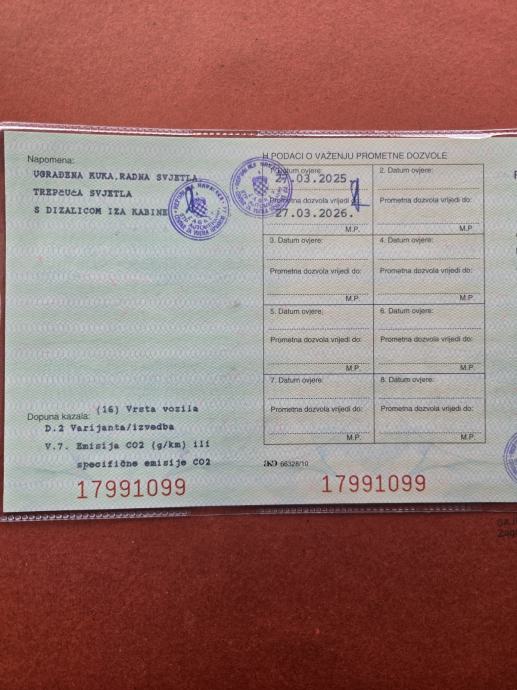 Napomena:
UGRAĐENA KUKA,RADNA SVJETLA
TREPĆUĆA SVJETLA
S DIZALICOM IZA KABINE
Dopuna kazala: (16) Vrsta vozila
D.2 Varijanta/izvedba
V.7. Emisija CO2 (g/km) ili
specifične emisije CO2
17991099
H PODACI O VAŽENJU PROMETNE DOZVOLE
1. Datum ovjere:
27.03.2025.
Prometna dozvola vrijedi do:
27.03.2026.
M.P.
2. Datum ovjere:
Prometna dozvola vrijedi do:
M.P.
3. Datum ovjere:
Prometna dozvola vrijedi do:
M.P.
4. Datum ovjere:
Prometna dozvola vrijedi do:
M.P.
5. Datum ovjere:
Prometna dozvola vrijedi do:
M.P.
6. Datum ovjere:
Prometna dozvola vrijedi do:
M.P.
7. Datum ovjere:
Prometna dozvola vrijedi do:
M.P.
8. Datum ovjere:
Prometna dozvola vrijedi do:
M.P.
AKD 66328/10
17991099